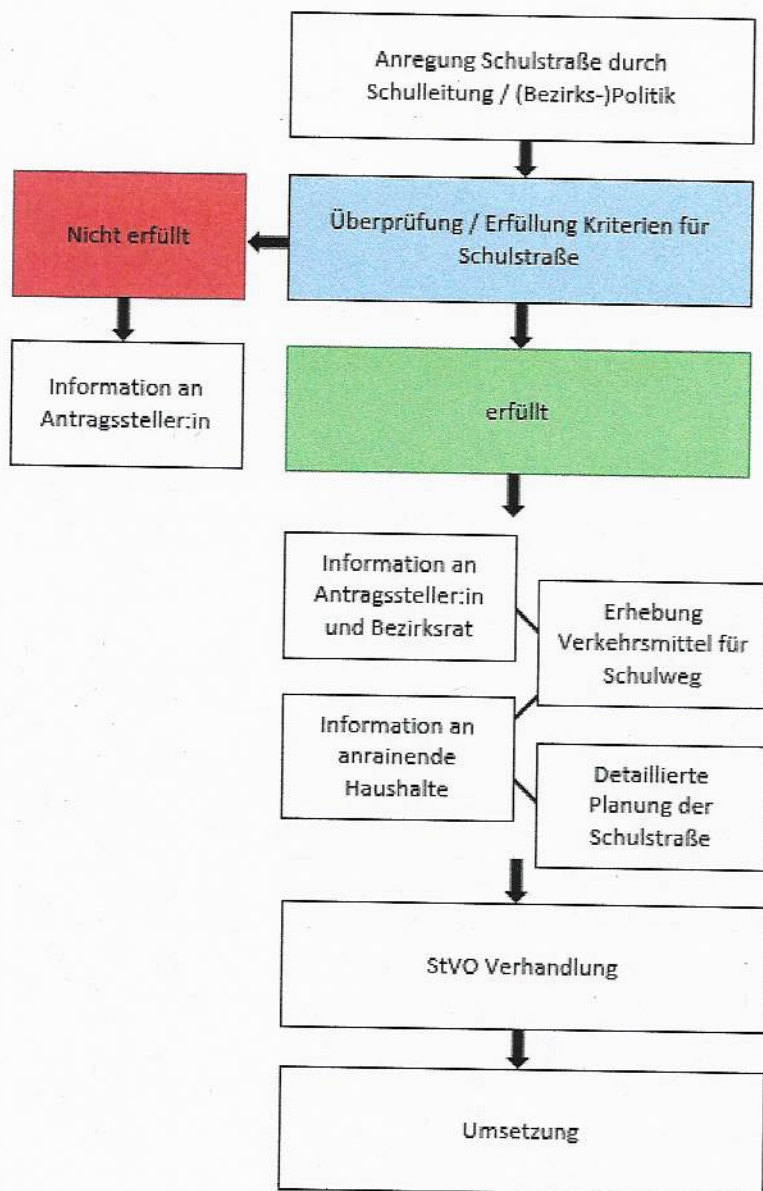 Anregung Schulstraße durch
Schulleitung / (Bezirks-)Politik
Nicht erfüllt
Überprüfung / Erfüllung Kriterien für
Schulstraße
Information an
Antragssteller:in
erfüllt
Information an
Antragssteller:in
und Bezirksrat
Erhebung
Verkehrsmittel für
Schulweg
Information an
anrainende
Haushalte
Detaillierte
Planung der
Schulstraße
StVO Verhandlung
Umsetzung